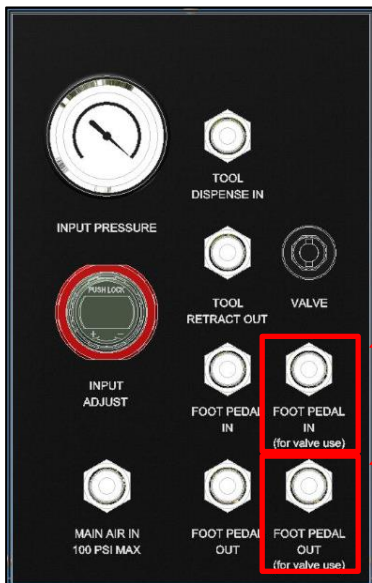 TOOL
DISPENSE IN
INPUT PRESSURE
PUSH LOCK
+ −
TOOL
RETRACT OUT
VALVE
INPUT
ADJUST
FOOT PEDAL
IN
FOOT PEDAL
IN
(for valve use)
MAIN AIR IN
100 PSI MAX
FOOT PEDAL
OUT
FOOT PEDAL
OUT
(for valve use)